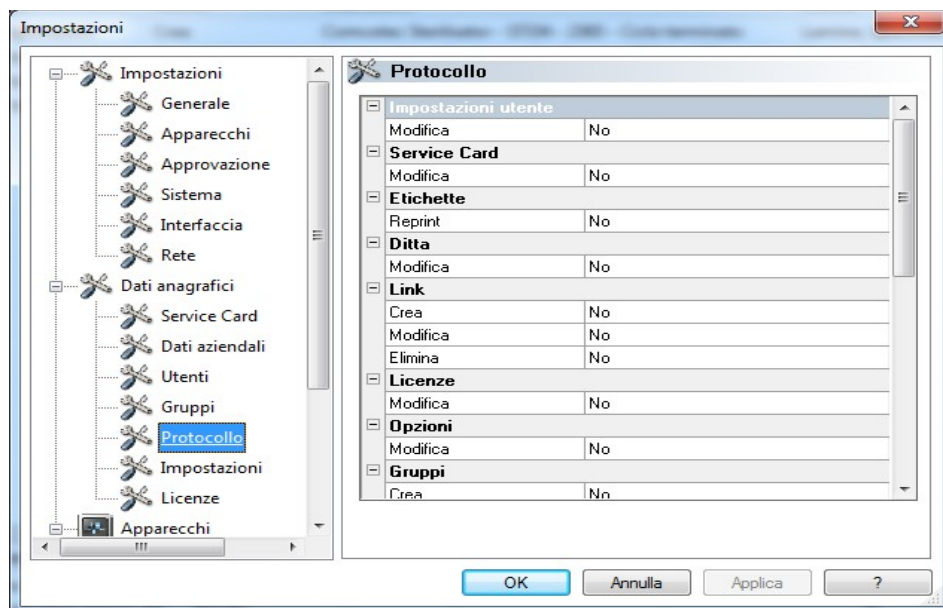 Impostazioni
Impostazioni
Generale
Apparecchi
Approvazione
Sistema
Interfaccia
Rete
Dati anagrafici
Service Card
Dati aziendali
Utenti
Gruppi
Protocollo
Impostazioni
Licenze
Apparecchi
Protocollo
Impostazioni utente
Modifica No
Service Card
Modifica No
Etichette
Reprint No
Ditta
Modifica No
Link
Crea No
Modifica No
Elimina No
Licenze
Modifica No
Opzioni
Modifica No
Gruppi
Crea No
OK Annulla Applica ?